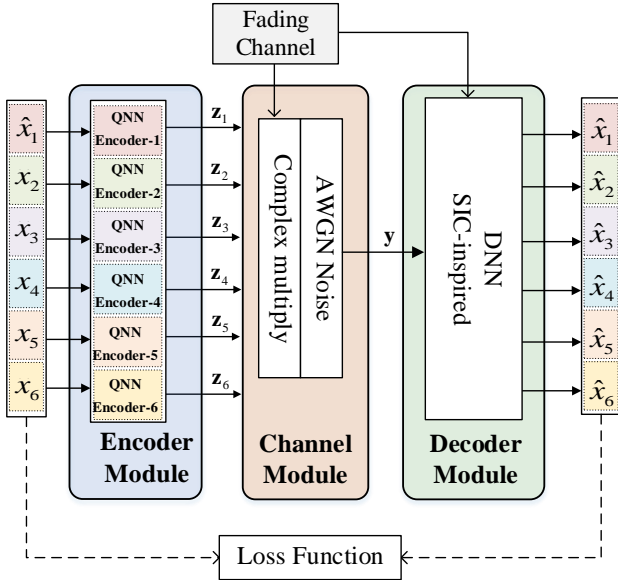 Fading
Channel
x̂₁
x₂
x₃
x₄
x₅
x₆
QNN
Encoder-1
QNN
Encoder-2
QNN
Encoder-3
QNN
Encoder-4
QNN
Encoder-5
QNN
Encoder-6
Encoder
Module
z₁
z₂
z₃
z₄
z₅
z₆
Complex multiply
AWGN Noise
Channel
Module
y
DNN
SIC-inspired
Decoder
Module
x̂₁
x̂₂
x̂₃
x̂₄
x̂₅
x̂₆
Loss Function